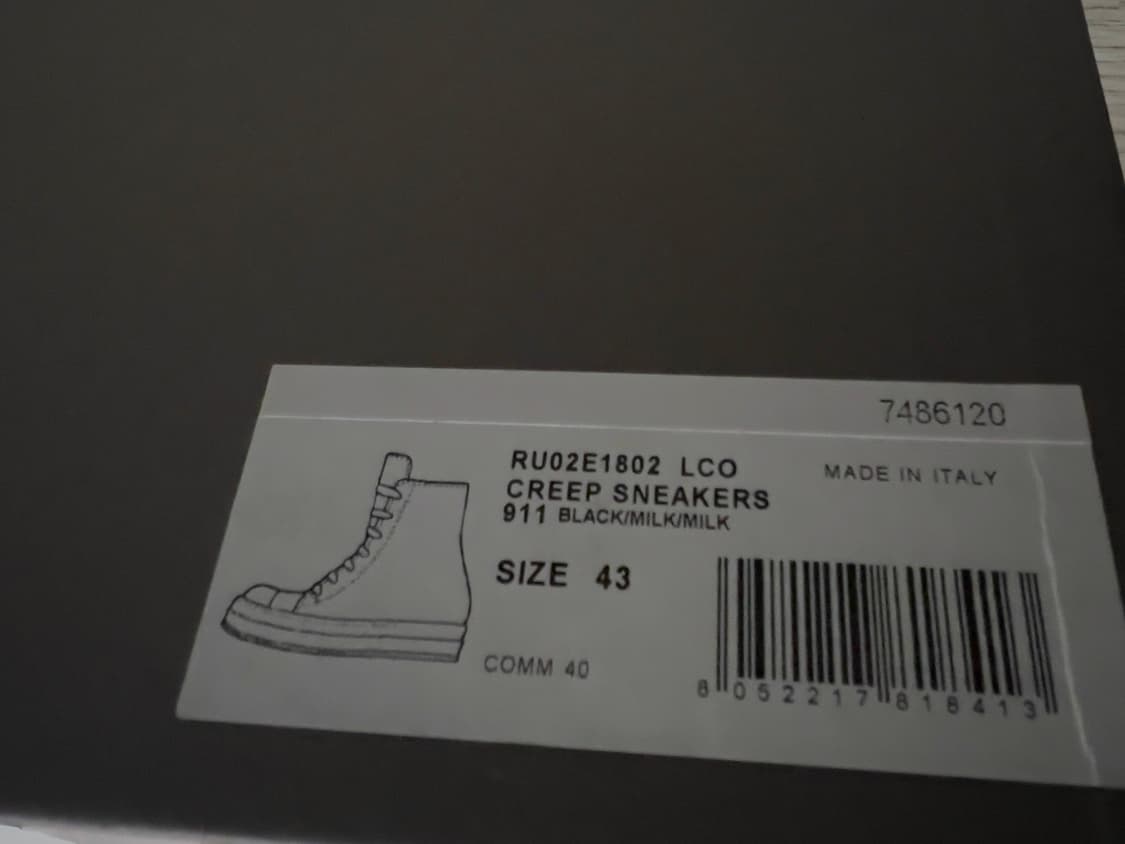 7486120
RU02E1802 LCO
MADE IN ITALY
CREEP SNEAKERS
911 BLACK/MILK/MILK
SIZE 43
COMM 40
8 052217 818413